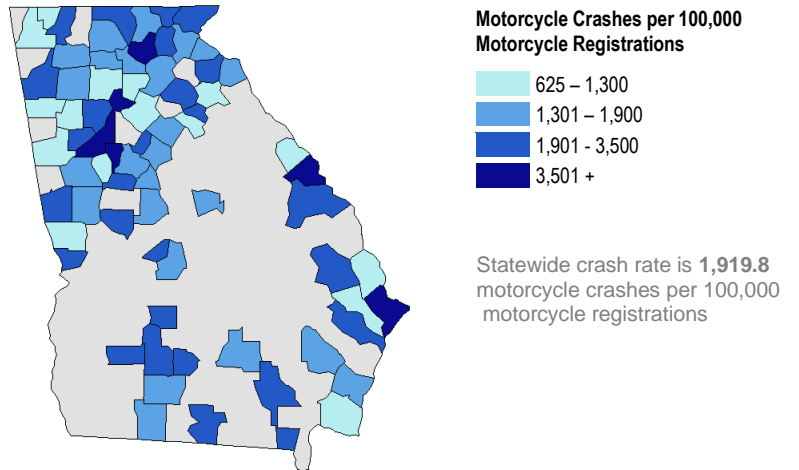 Motorcycle Crashes per 100,000
Motorcycle Registrations
625 – 1,300
1,301 – 1,900
1,901 - 3,500
3,501 +
Statewide crash rate is 1,919.8
motorcycle crashes per 100,000
motorcycle registrations